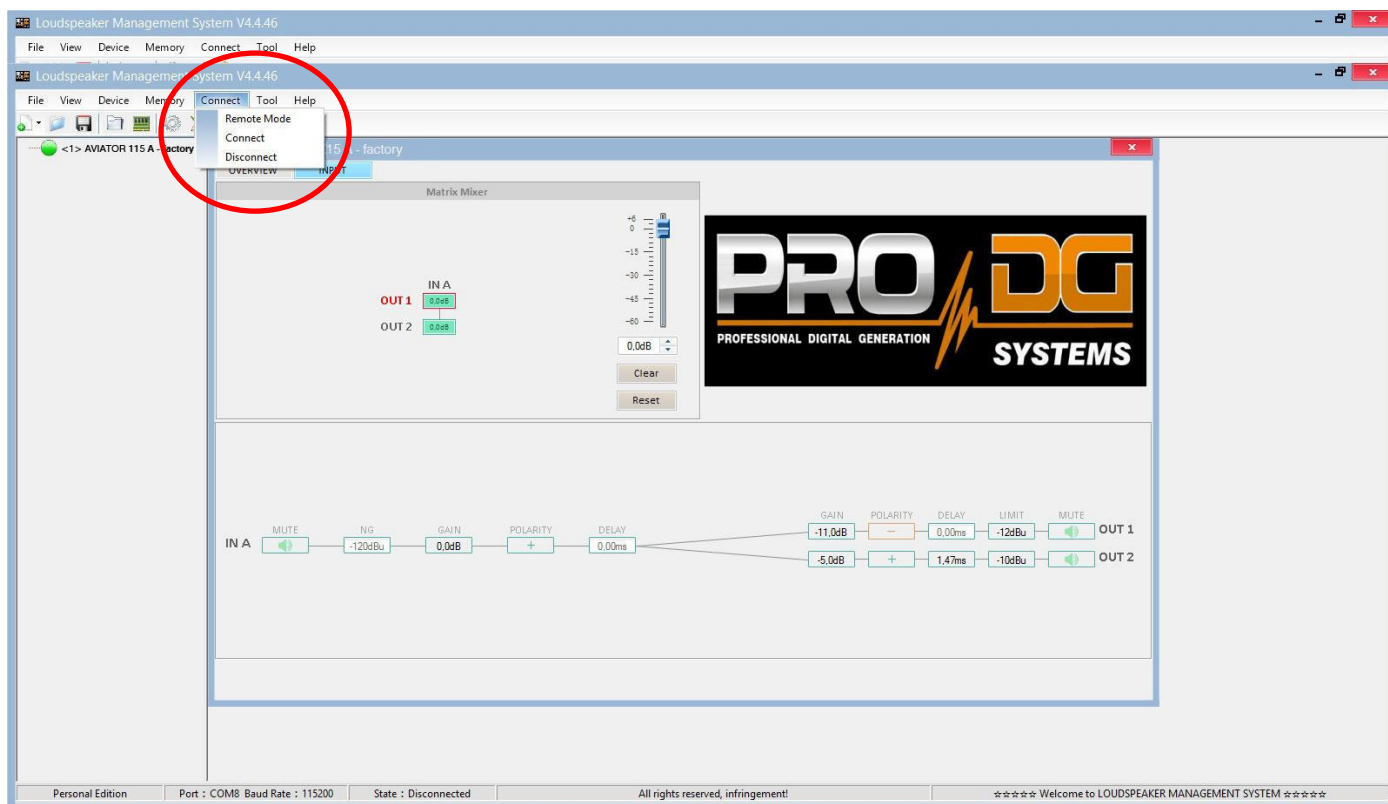 Loudspeaker Management System V4.4.46
File View Device Memory Connect Tool Help
Loudspeaker Management System V4.4.46
File View Device Memory Connect Tool Help
Remote Mode
Connect
Disconnect
<1> AVIATOR 115 A - factory
15 A - factory
OVERVIEW INPUT
Matrix Mixer
+6
0
-15
-30
-45
-60
IN A
OUT 1 0,0dB
OUT 2 0,0dB
0,0dB
Clear
Reset
PRO DG
PROFESSIONAL DIGITAL GENERATION
SYSTEMS
GAIN POLARITY DELAY LIMIT MUTE
-11,0dB - 0,00ms -12dBu OUT 1
MUTE NG GAIN POLARITY DELAY
IN A -120dBu 0,0dB + 0,00ms
-5,0dB + 1,47ms -10dBu OUT 2
Personal Edition Port : COM8 Baud Rate : 115200 State : Disconnected All rights reserved, infringement! ☆☆☆☆☆ Welcome to LOUDSPEAKER MANAGEMENT SYSTEM ☆☆☆☆☆